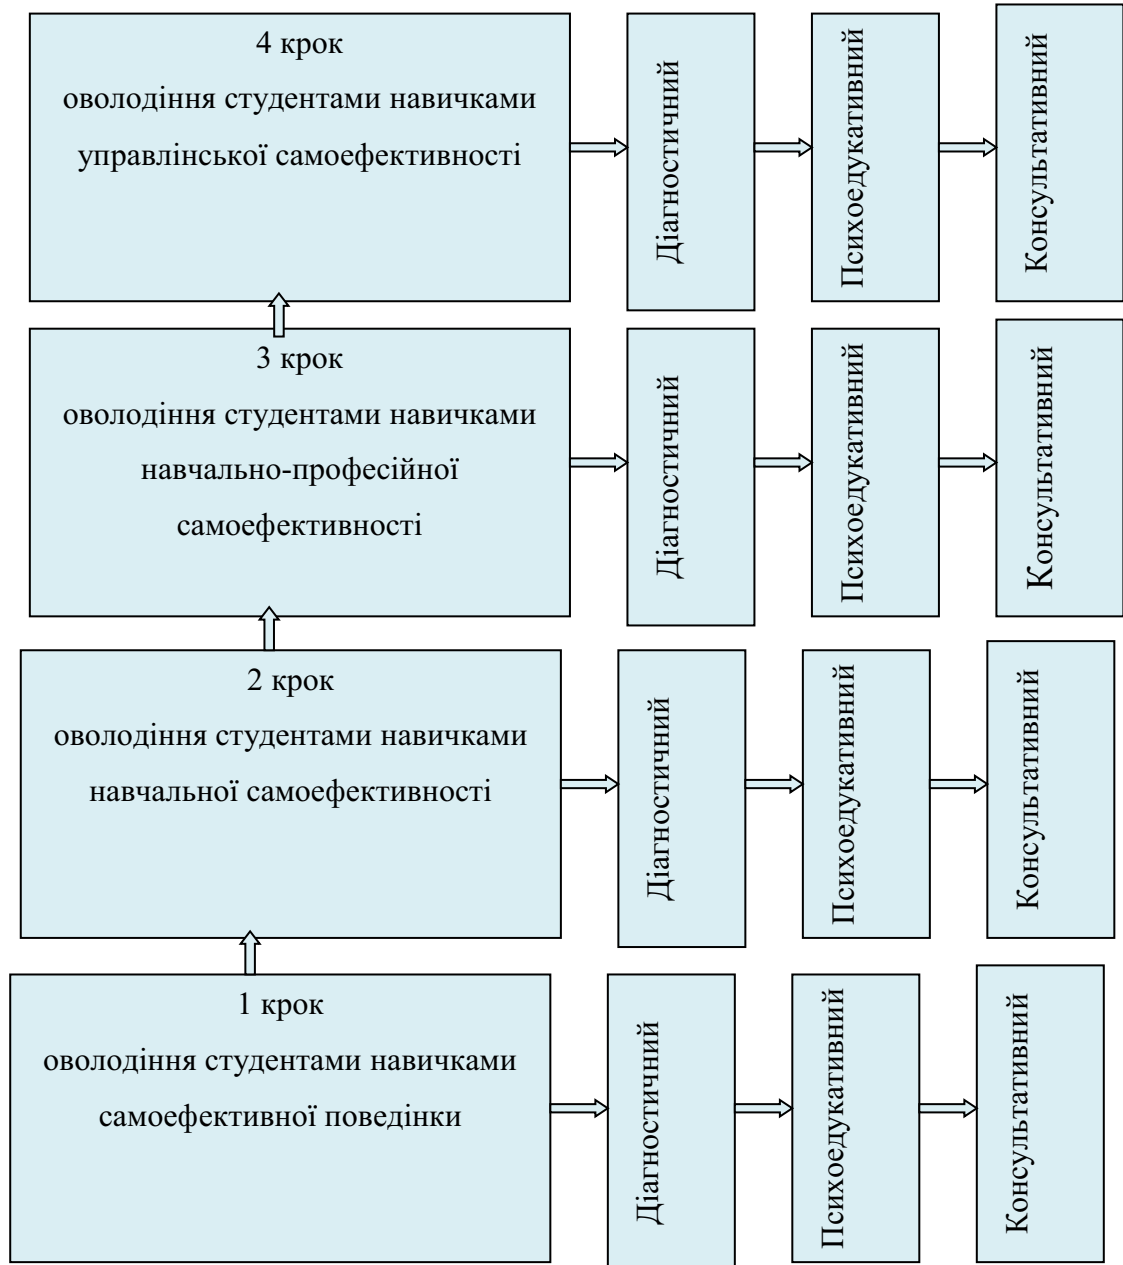 4 крок
оволодіння студентами навичками
управлінської самоефективності
Діагностичний
Психоедукативний
Консультативний
3 крок
оволодіння студентами навичками
навчально-професійної
самоефективності
Діагностичний
Психоедукативний
Консультативний
2 крок
оволодіння студентами навичками
навчальної самоефективності
Діагностичний
Психоедукативний
Консультативний
1 крок
оволодіння студентами навичками
самоефективної поведінки
Діагностичний
Психоедукативний
Консультативний